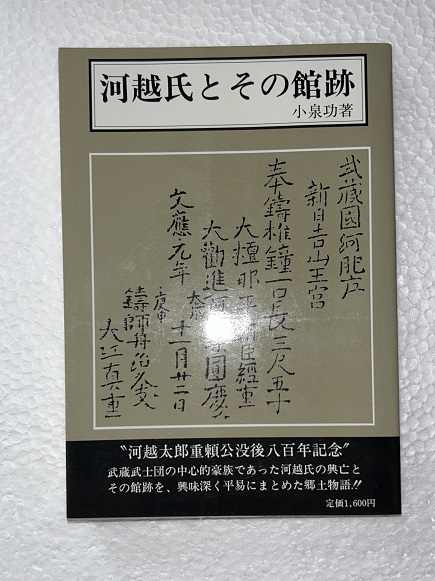 河越氏とその館跡
小泉功著
武蔵國河肥庄
新日吉山王宮
奉鑄椎鐘一口長三尺五寸
大檀那平朝臣經重
大勧進阿 圓慶
文應元年 十一月廿二日
庚申
鑄師
大江真重
〝河越太郎重頼公没後八百年記念〟
武蔵武士団の中心的豪族であった河越氏の興亡と
その館跡を、興味深く平易にまとめた郷土物語!!
定価1,600円